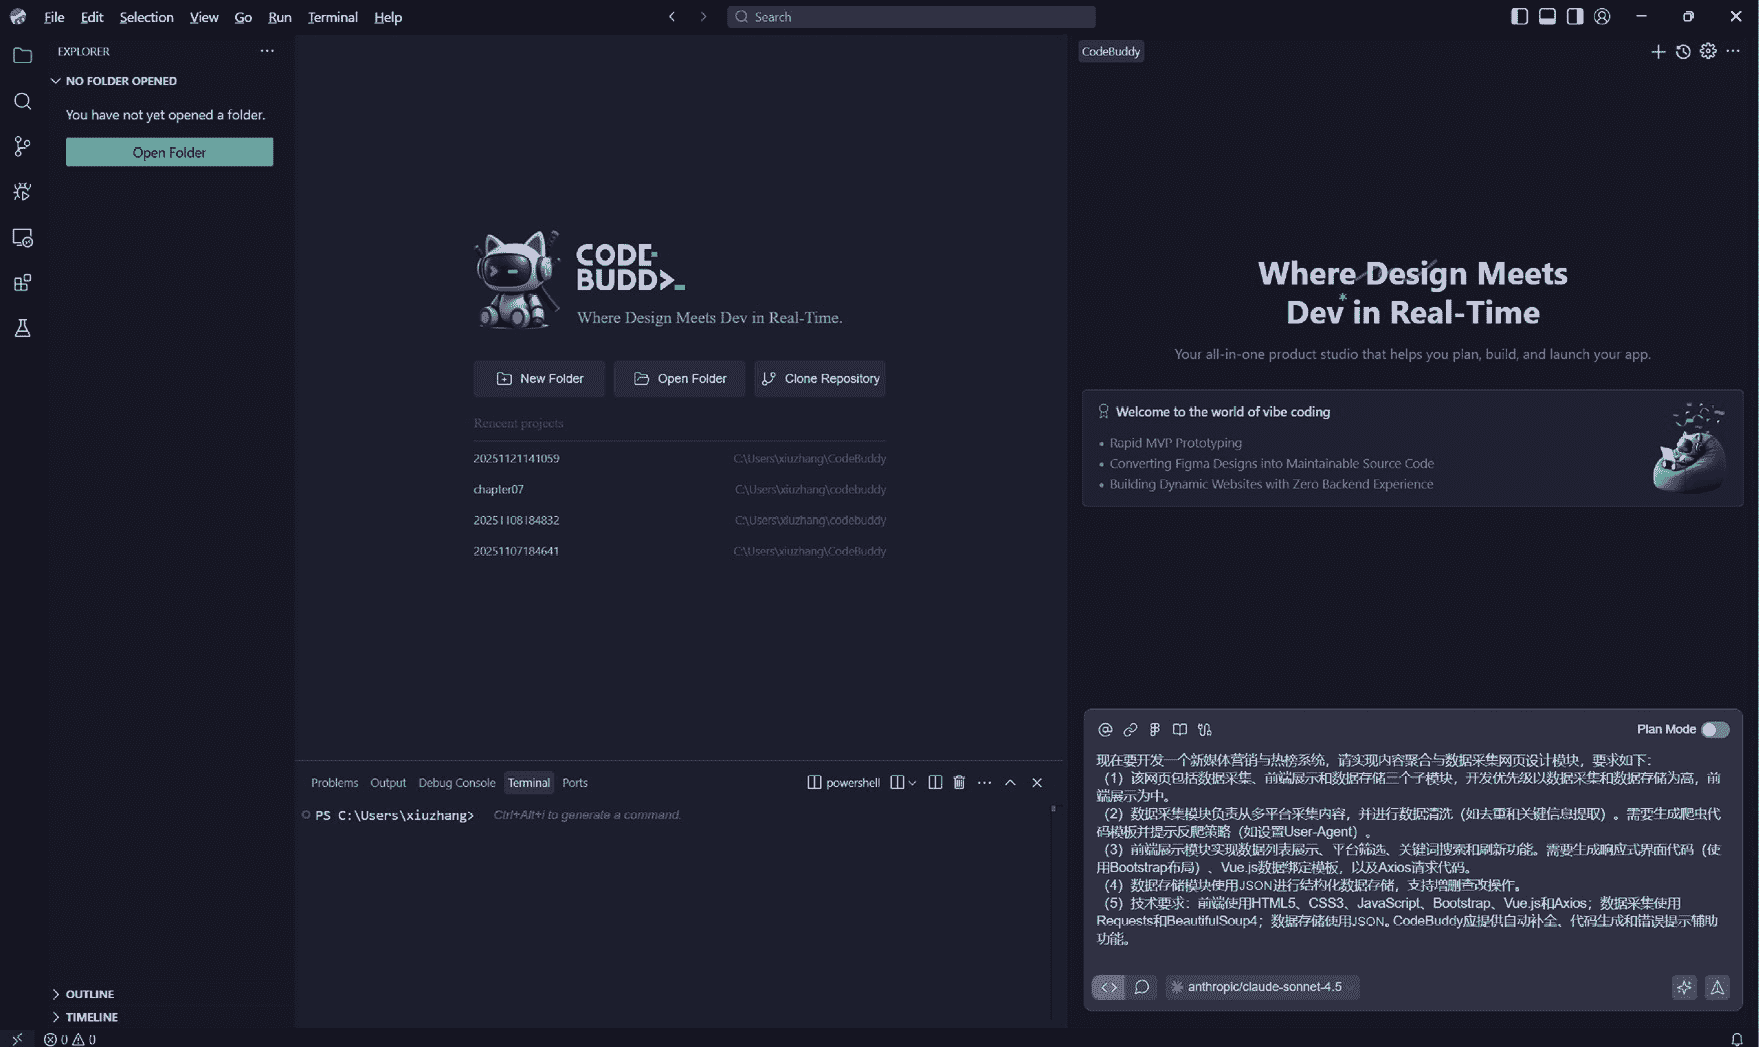 File Edit Selection View Go Run Terminal Help
Search
EXPLORER
NO FOLDER OPENED
You have not yet opened a folder.
Open Folder
CODE
BUDD>_
Where Design Meets Dev in Real-Time.
New Folder
Open Folder
Clone Repository
Rencent projects
20251121141059 C:\Users\xiuzhang\CodeBuddy
chapter07 C:\Users\xiuzhang\codebuddy
20251108184832 C:\Users\xiuzhang\codebuddy
20251107184641 C:\Users\xiuzhang\CodeBuddy
Problems Output Debug Console Terminal Ports
powershell
PS C:\Users\xiuzhang> Ctrl+Alt+i to generate a command.
OUTLINE
TIMELINE
0 0
CodeBuddy
Where Design Meets
Dev in Real-Time
Your all-in-one product studio that helps you plan, build, and launch your app.
Welcome to the world of vibe coding
Rapid MVP Prototyping
Converting Figma Designs into Maintainable Source Code
Building Dynamic Websites with Zero Backend Experience
Plan Mode
现在要开发一个新媒体营销与热榜系统，请实现内容聚合与数据采集网页设计模块，要求如下：
（1）该网页包括数据采集、前端展示和数据存储三个子模块，开发优先级以数据采集和数据存储为高，前
端展示为中。
（2）数据采集模块负责从多平台采集内容，并进行数据清洗（如去重和关键信息提取）。需要生成爬虫代
码模板并提示反爬策略（如设置User-Agent）。
（3）前端展示模块实现数据列表展示、平台筛选、关键词搜索和刷新功能。需要生成响应式界面代码（使
用Bootstrap布局）、Vue.js数据绑定模板，以及Axios请求代码。
（4）数据存储模块使用JSON进行结构化数据存储，支持增删查改操作。
（5）技术要求：前端使用HTML5、CSS3、JavaScript、Bootstrap、Vue.js和Axios；数据采集使用
Requests和BeautifulSoup4；数据存储使用JSON。CodeBuddy应提供自动补全、代码生成和错误提示辅助
功能。
anthropic/claude-sonnet-4.5